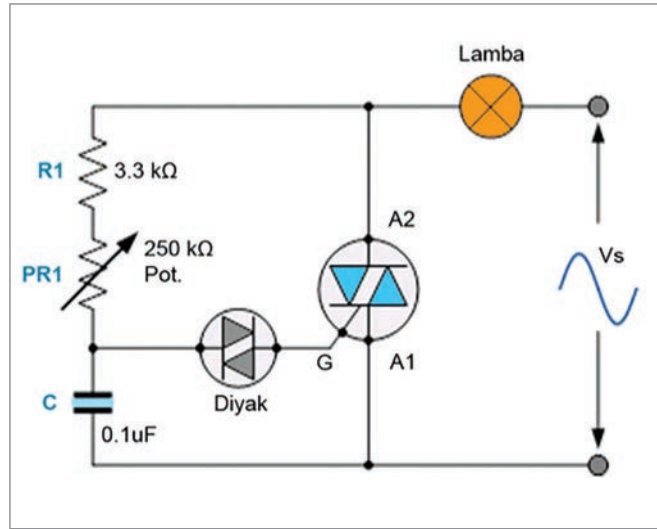 Lamba
R1
3.3 kΩ
A2
PR1
250 kΩ
Pot.
Vs
G
A1
C
Diyak
0.1uF